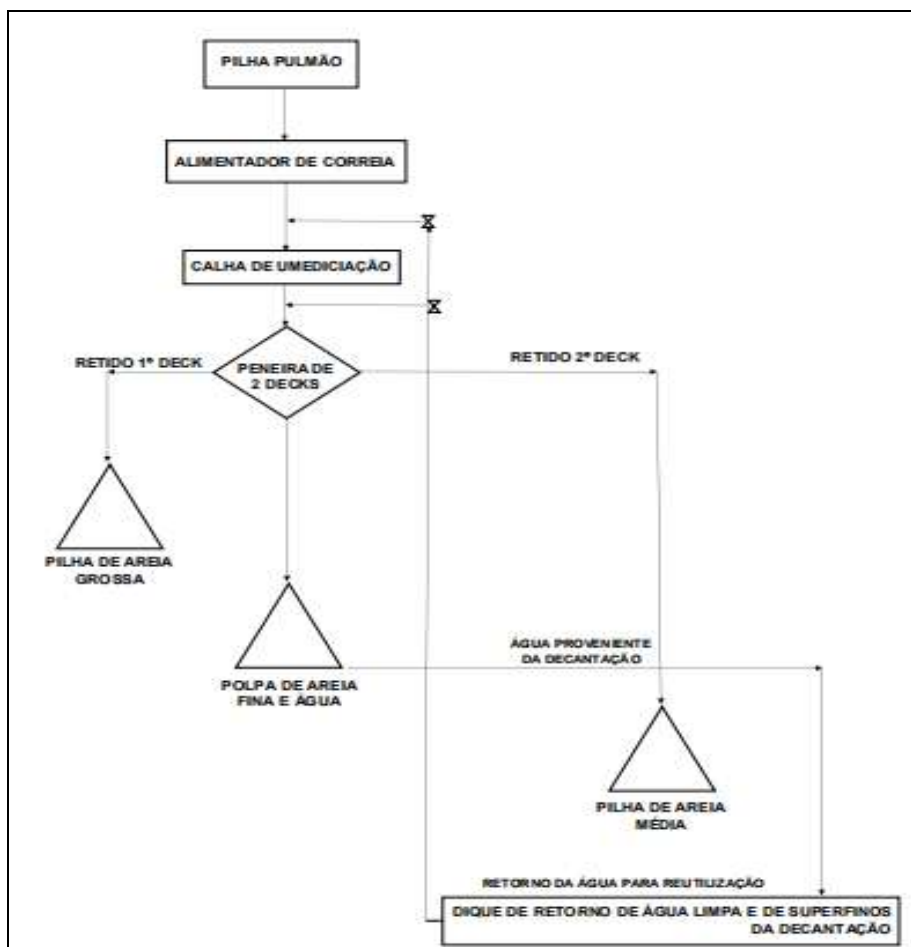 PILHA PULMÃO
ALIMENTADOR DE CORREIA
CALHA DE UMEDICIAÇÃO
RETIDO 1º DECK
PENEIRA DE
2 DECKS
RETIDO 2º DECK
PILHA DE AREIA
GROSSA
ÁGUA PROVENIENTE
DA DECANTAÇÃO
POLPA DE AREIA
FINA E ÁGUA
PILHA DE AREIA
MÉDIA
RETORNO DA ÁGUA PARA REUTILIZAÇÃO
DIQUE DE RETORNO DE ÁGUA LIMPA E DE SUPERFINOS
DA DECANTAÇÃO